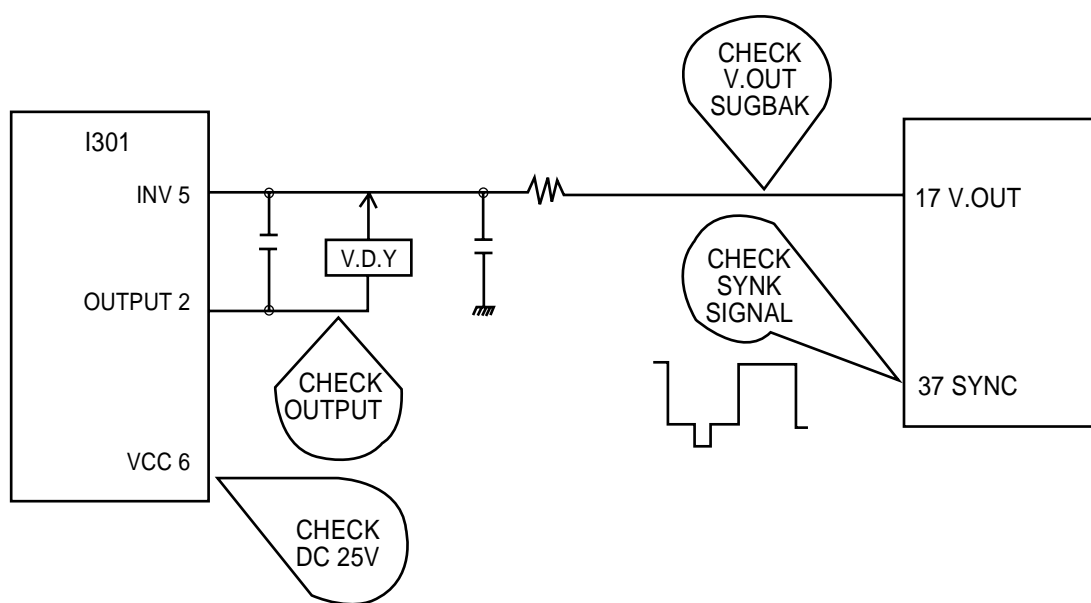 CHECK
V.OUT
SUGBAK
I301
INV 5
17 V.OUT
V.D.Y
CHECK
SYNK
SIGNAL
OUTPUT 2
CHECK
OUTPUT
37 SYNC
VCC 6
CHECK
DC 25V